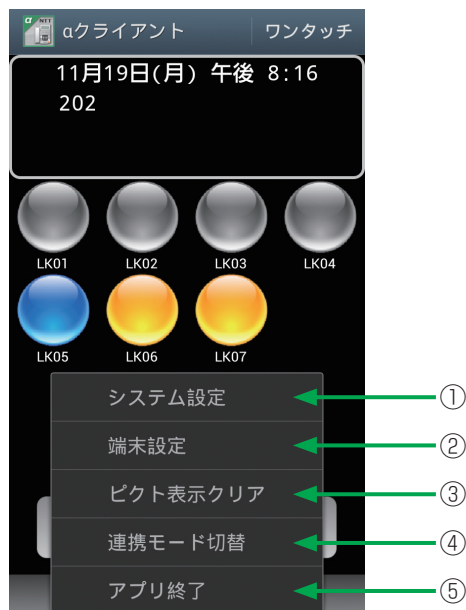 α NTT
αクライアント ワンタッチ
11月19日(月) 午後 8:16
202
LK01 LK02 LK03 LK04
LK05 LK06 LK07
システム設定 ①
端末設定 ②
ピクト表示クリア ③
連携モード切替 ④
アプリ終了 ⑤